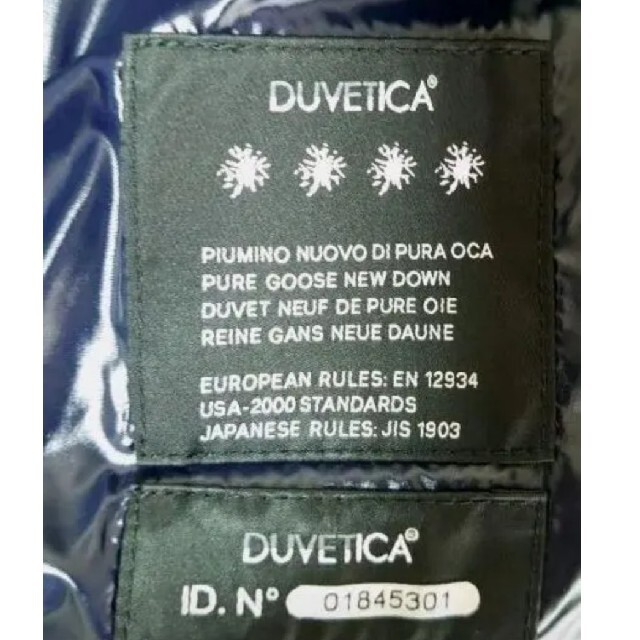 DUVETICA®
PIUMINO NUOVO DI PURA OCA
PURE GOOSE NEW DOWN
DUVET NEUF DE PURE OIE
REINE GANS NEUE DAUNE
EUROPEAN RULES: EN 12934
USA-2000 STANDARDS
JAPANESE RULES: JIS 1903
DUVETICA®
ID. N° 01845301